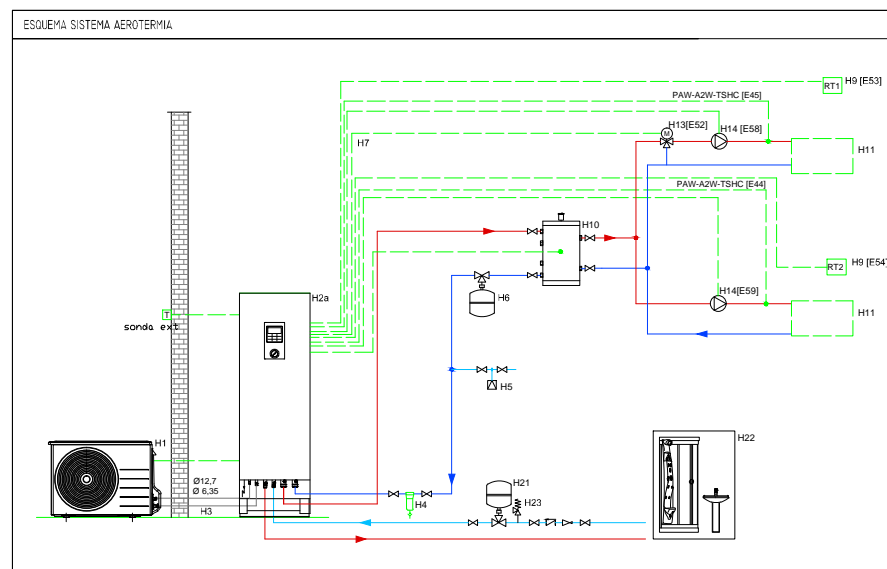 ESQUEMA SISTEMA AEROTERMIA
RT1
H9 [E53]
PAW-A2W-TSHC [E45]
H13[E52]
M
H14 [E58]
H7
H11
PAW-A2W-TSHC [E44]
H10
RT2
H9 [E54]
H14[E59]
H11
H2a
H6
T
sonda ext
H5
H1
H22
Ø12,7
Ø 6,35
H3
H4
H21
H23